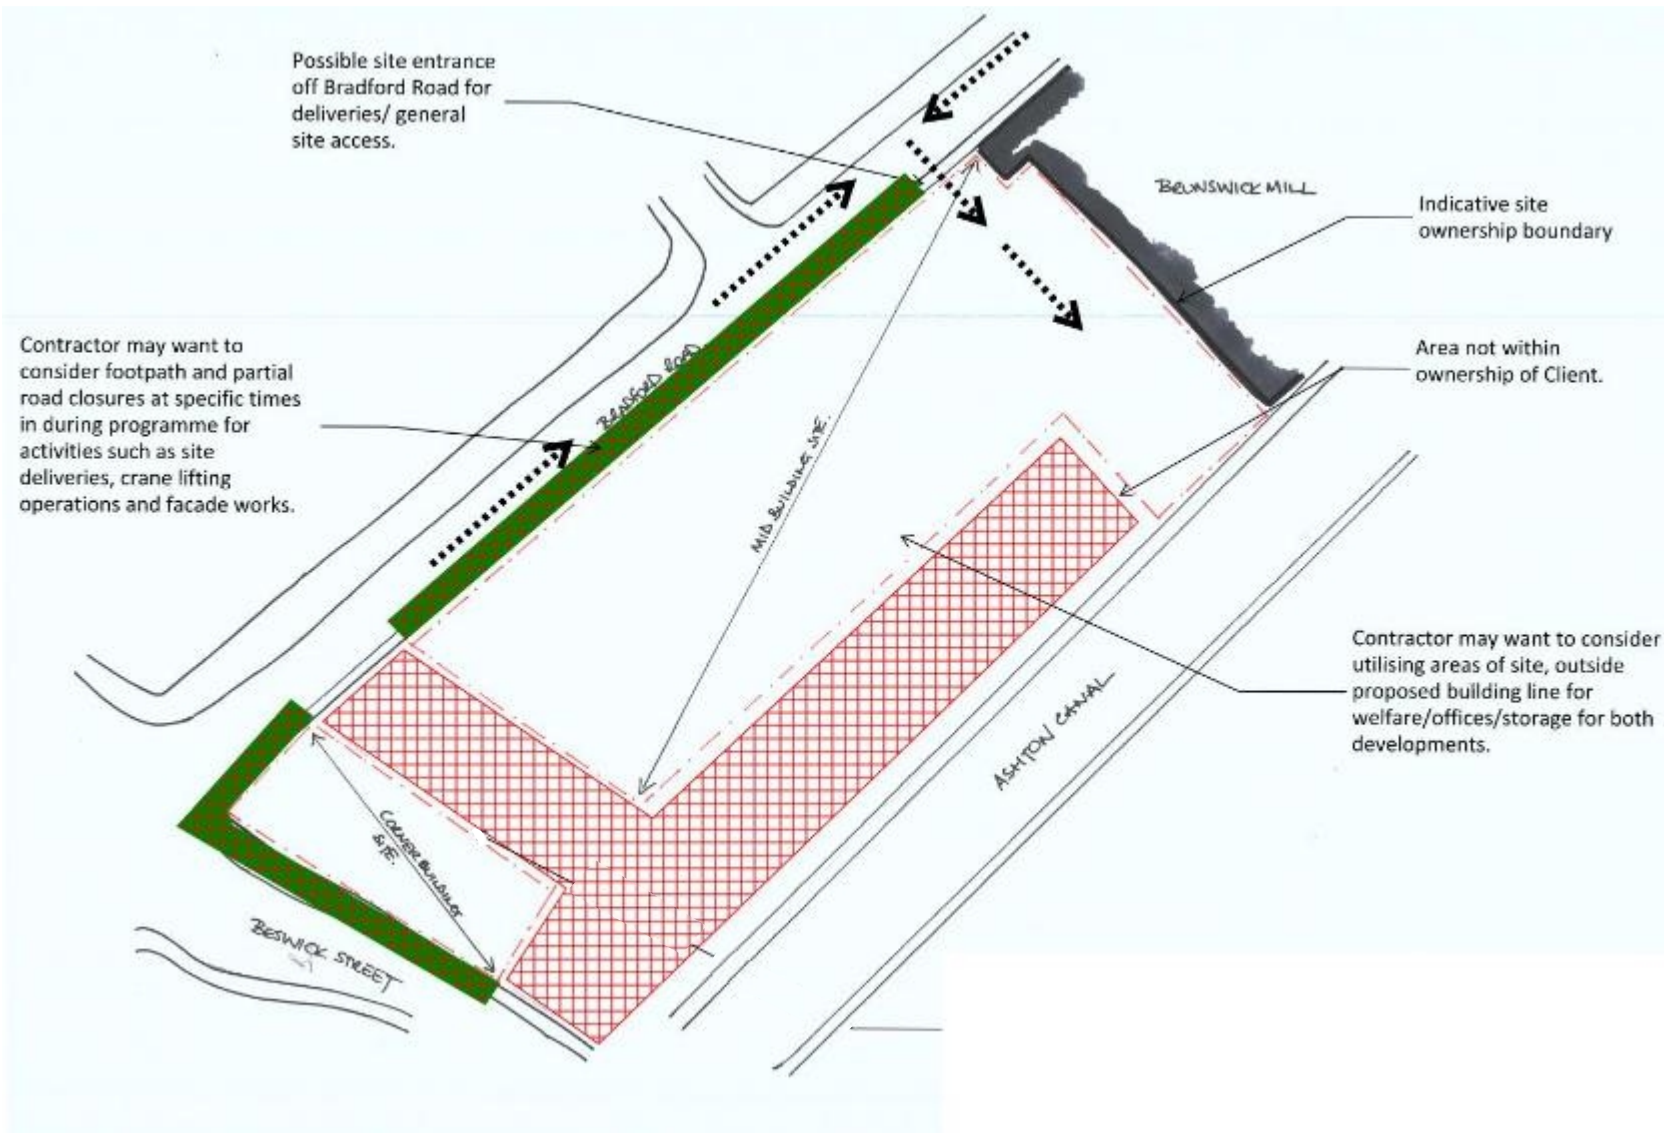 Possible site entrance
off Bradford Road for
deliveries/ general
site access.
BRUNSWICK MILL
Indicative site
ownership boundary
Contractor may want to
consider footpath and partial
road closures at specific times
in during programme for
activities such as site
deliveries, crane lifting
operations and facade works.
BRADFORD ROAD
Area not within
ownership of Client.
MID BUILDING SITE.
Contractor may want to consider
utilising areas of site, outside
proposed building line for
welfare/offices/storage for both
developments.
ASHTON CANAL
CORNER BUILDING
SITE.
BESWICK STREET